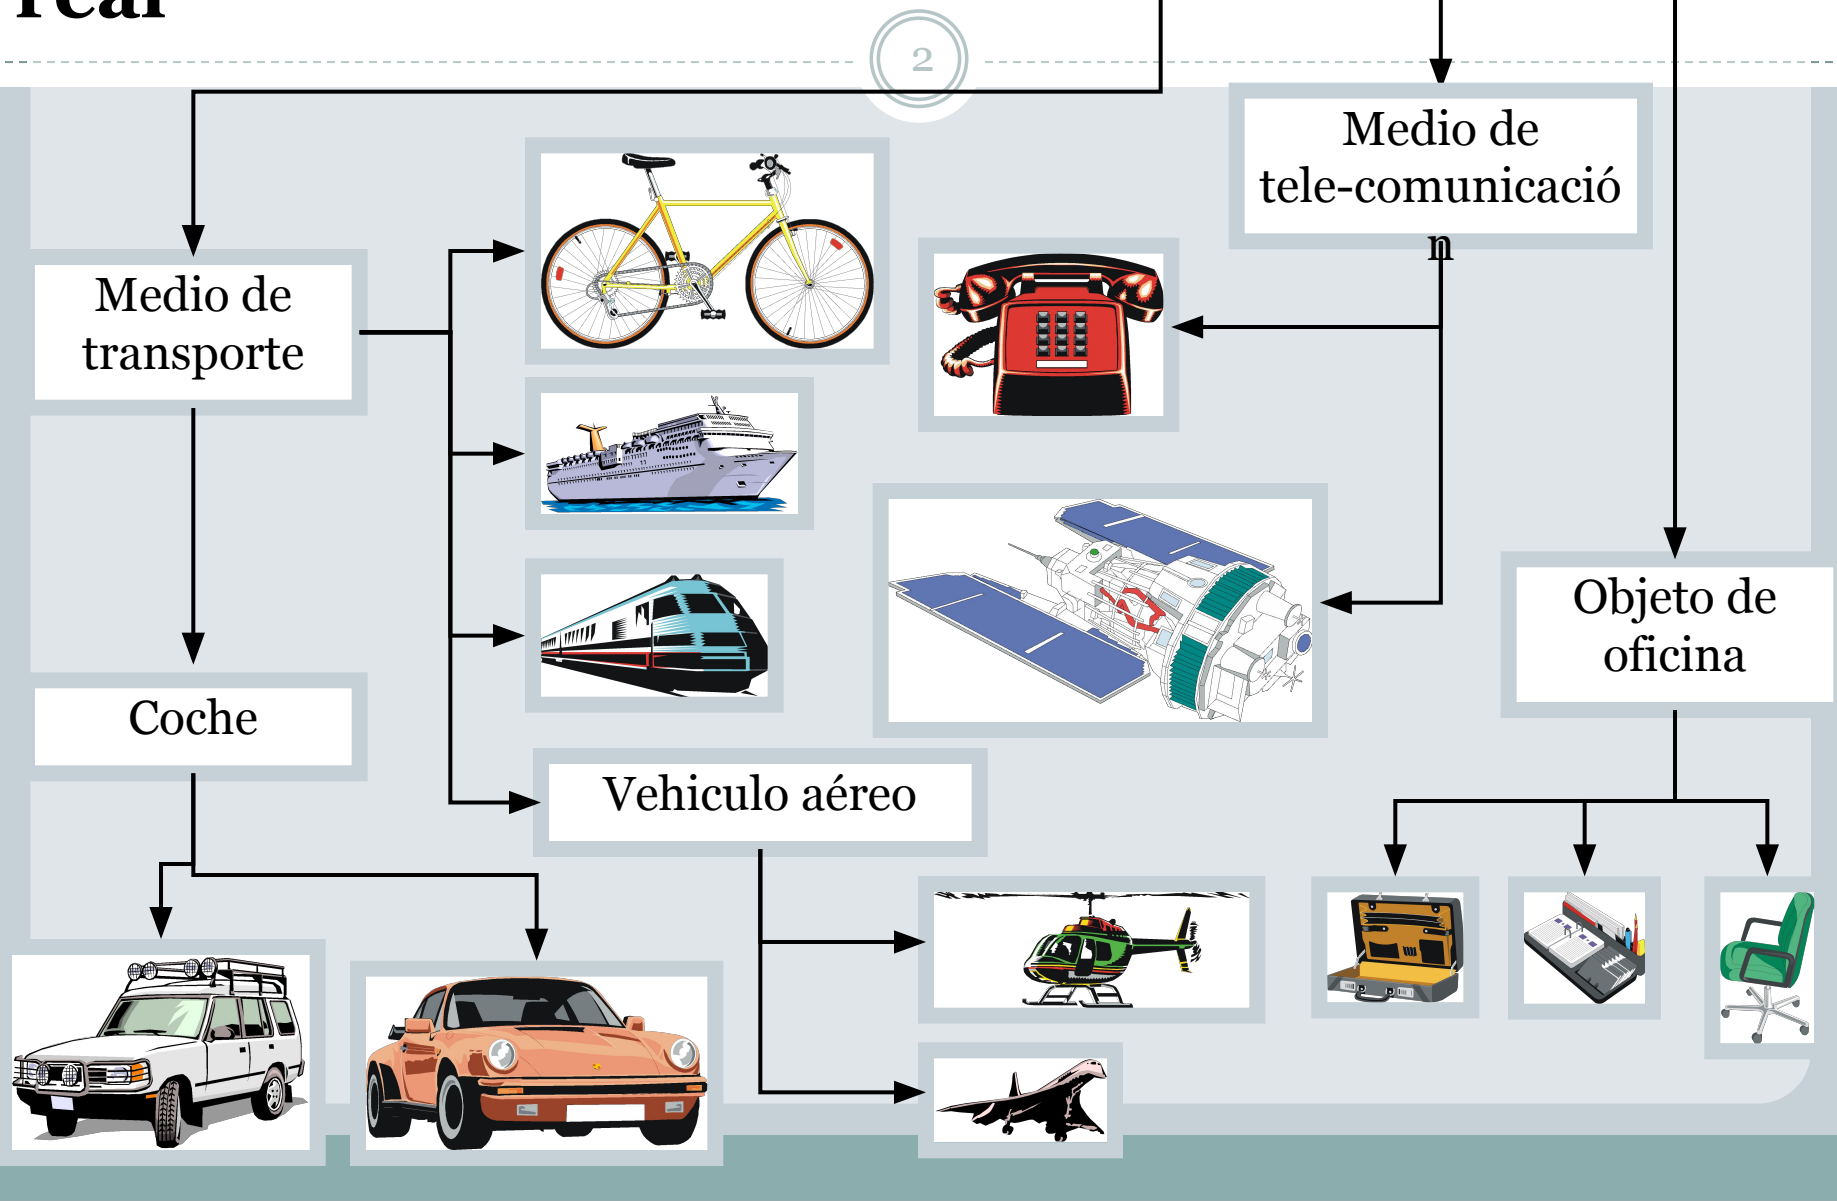 real
2
Medio de
tele-comunicació
n
Medio de
transporte
Objeto de
oficina
Coche
Vehiculo aéreo